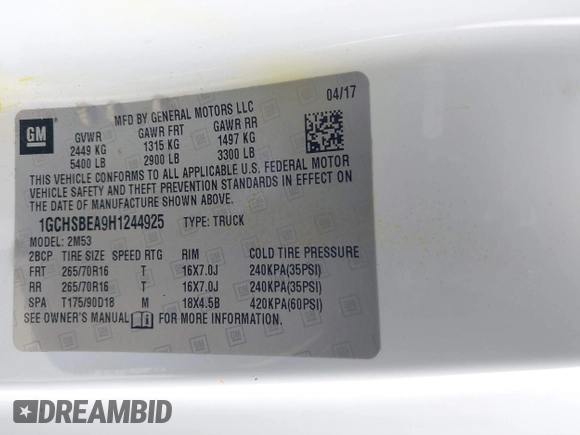 04/17
MFD BY GENERAL MOTORS LLC
GM
GVWR GAWR FRT GAWR RR
2449 KG 1315 KG 1497 KG
5400 LB 2900 LB 3300 LB
THIS VEHICLE CONFORMS TO ALL APPLICABLE U.S. FEDERAL MOTOR
VEHICLE SAFETY AND THEFT PREVENTION STANDARDS IN EFFECT ON
THE DATE OF MANUFACTURE SHOWN ABOVE.
1GCHSBEA9H1244925 TYPE: TRUCK
MODEL: 2M53
2BCP TIRE SIZE SPEED RTG RIM COLD TIRE PRESSURE
FRT 265/70R16 T 16X7.0J 240KPA(35PSI)
RR 265/70R16 T 16X7.0J 240KPA(35PSI)
SPA T175/90D18 M 18X4.5B 420KPA(60PSI)
SEE OWNER'S MANUAL FOR MORE INFORMATION.
DREAMBID